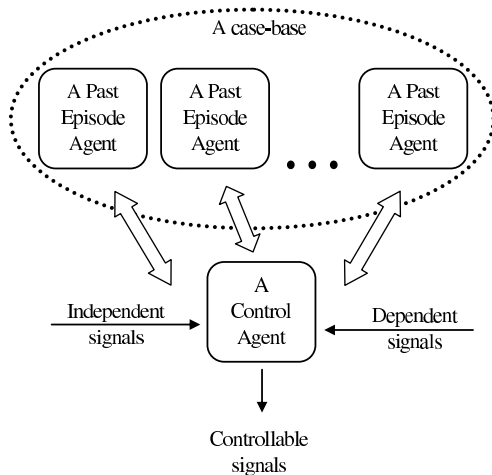 A case-base
A Past
Episode
Agent
A Past
Episode
Agent
A Past
Episode
Agent
A
Control
Agent
Independent
signals
Dependent
signals
Controllable
signals